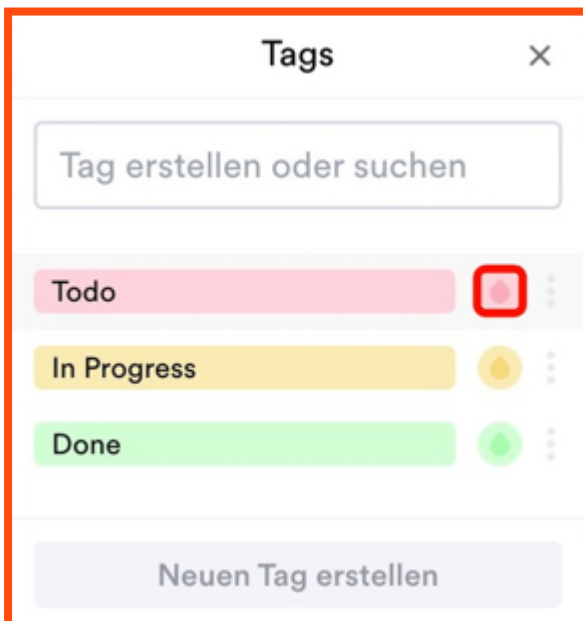 Tags
Tag erstellen oder suchen
Todo
In Progress
Done
Neuen Tag erstellen